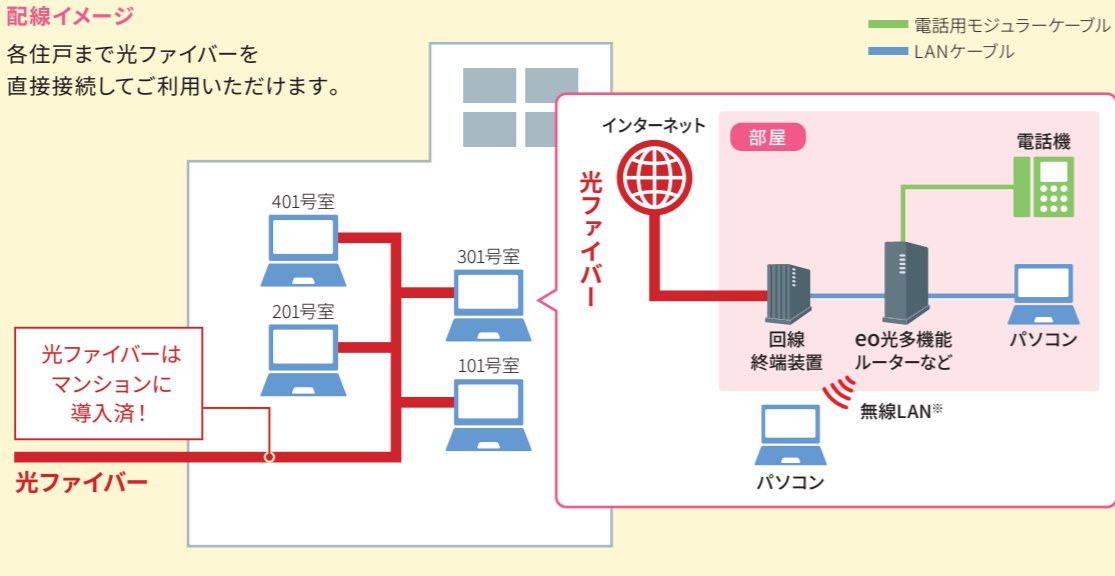 配線イメージ
各住戸まで光ファイバーを
直接接続してご利用いただけます。
電話用モジュラーケーブル
LANケーブル
401号室
301号室
201号室
101号室
光ファイバーは
マンションに
導入済！
光ファイバー
インターネット
光ファイバー
部屋
電話機
回線
終端装置
eo光多機能
ルーターなど
パソコン
無線LAN※
パソコン